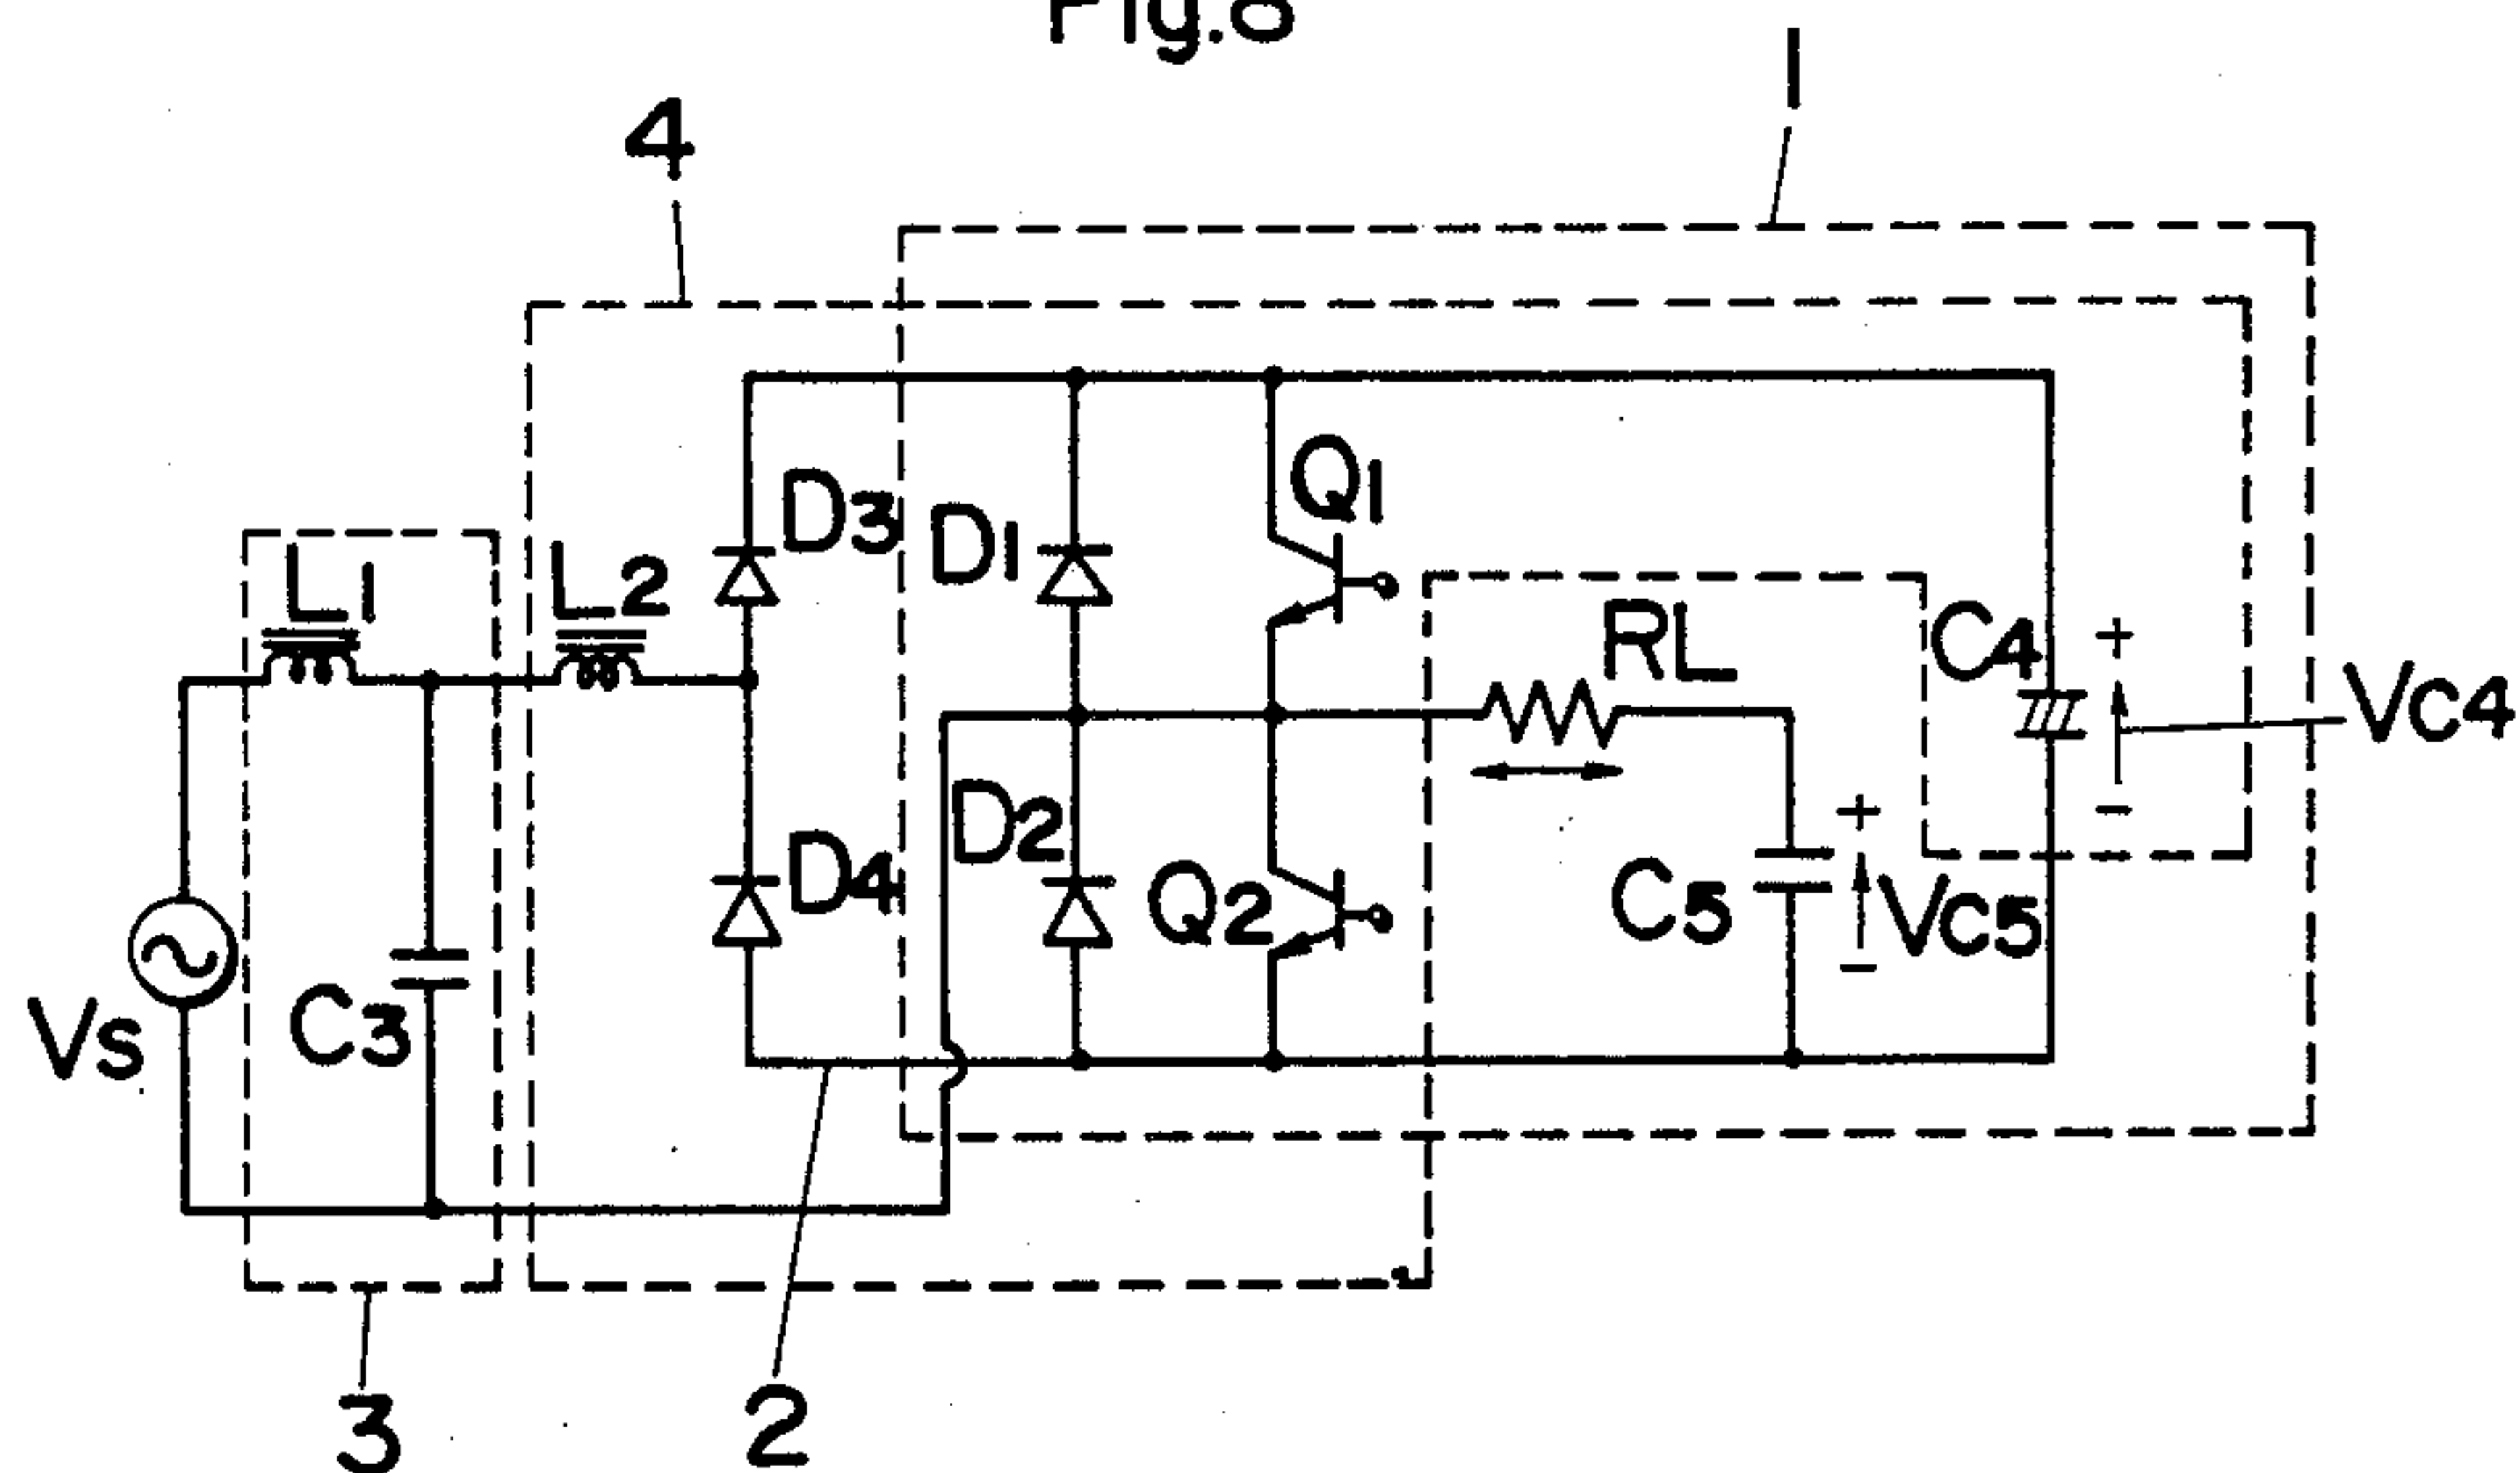 Fig.8
1
4
Q1
D3
D1
L1
L2
RL
C4
+
VC4
−
D2
+
D4
Q2
C5
VC5
−
C3
Vs
2
3